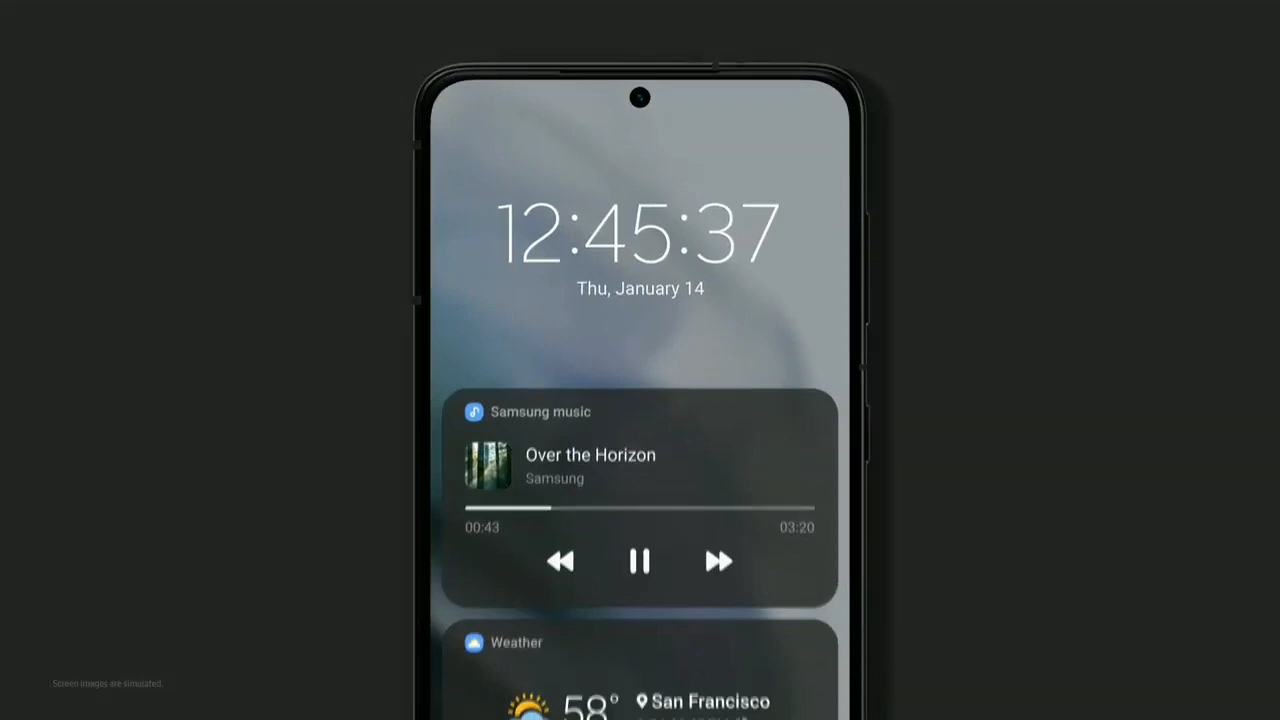 12:45:37
Thu, January 14
Samsung music
Over the Horizon
Samsung
00:43
03:20
Weather
58° San Francisco
Screen images are simulated.